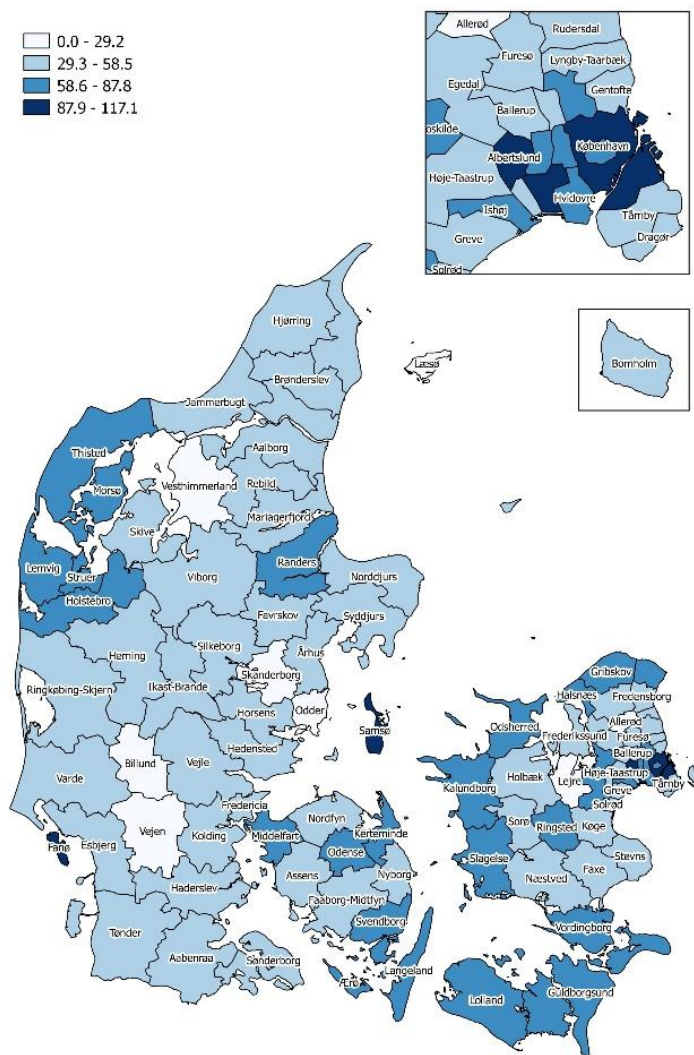 0.0 - 29.2
29.3 - 58.5
58.6 - 87.8
87.9 - 117.1
Allerød
Rudersdal
Furesø
Lyngby-Taarbæk
Egedal
Gentofte
Ballerup
oskilde
København
Albertslund
Høje-Taastrup
Hvidovre
Ishøj
Tårnby
Greve
Dragør
Solrød
Hjørring
Læsø
Bornholm
Brønderslev
Jammerbugt
Thisted
Aalborg
Vesthimmerland
Rebild
Morsø
Mariagerfjord
Skive
Lemvig
Struer
Viborg
Randers
Norddjurs
Holstebro
Favrskov
Syddjurs
Silkeborg
Århus
Herning
Skanderborg
Gribskov
Ringkøbing-Skjern
Ikast-Brande
Halsnæs
Fredensborg
Horsens
Odder
Samsø
Odsherred
Allerød
Frederikssund
Furesø
Hedensted
Ballerup
Billund
Vejle
Holbæk
Høje-Taastrup
Varde
Kalundborg
Lejre
Greve
Tårnby
Fredericia
Nordfyn
Solrød
Vejen
Kerteminde
Sorø
Ringsted
Køge
Fanø
Esbjerg
Kolding
Middelfart
Odense
Slagelse
Stevns
Assens
Nyborg
Næstved
Faxe
Haderslev
Faaborg-Midtfyn
Svendborg
Vordingborg
Tønder
Aabenraa
Sønderborg
Langeland
Ærø
Lolland
Guldborgsund